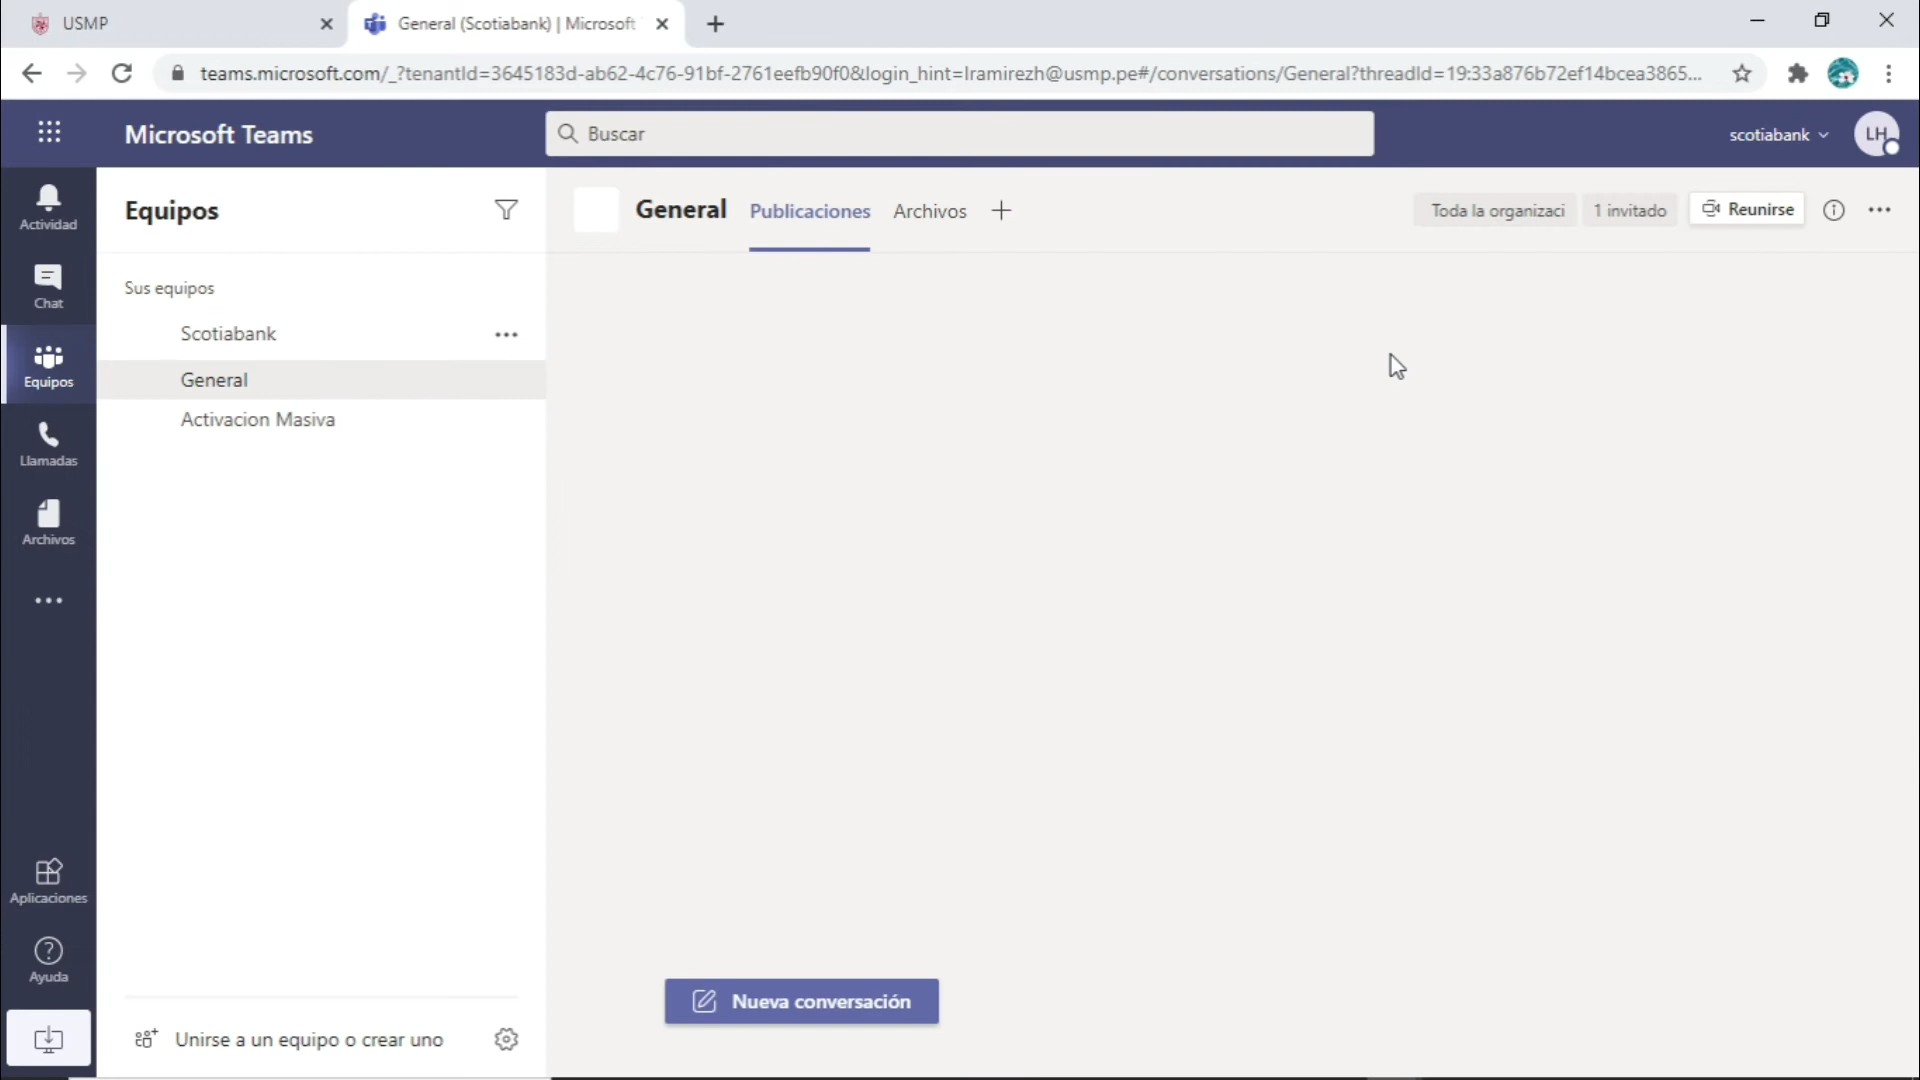 USMP
General (Scotiabank) | Microsoft
teams.microsoft.com/_?tenantId=3645183d-ab62-4c76-91bf-2761eefb90f0&login_hint=lramirezh@usmp.pe#/conversations/General?threadId=19:33a876b72ef14bcea3865...
Microsoft Teams
Buscar
scotiabank
LH
Actividad
Chat
Equipos
Llamadas
Archivos
Aplicaciones
Ayuda
Equipos
Sus equipos
Scotiabank
General
Activacion Masiva
Unirse a un equipo o crear uno
General
Publicaciones
Archivos
Toda la organizaci
1 invitado
Reunirse
Nueva conversación